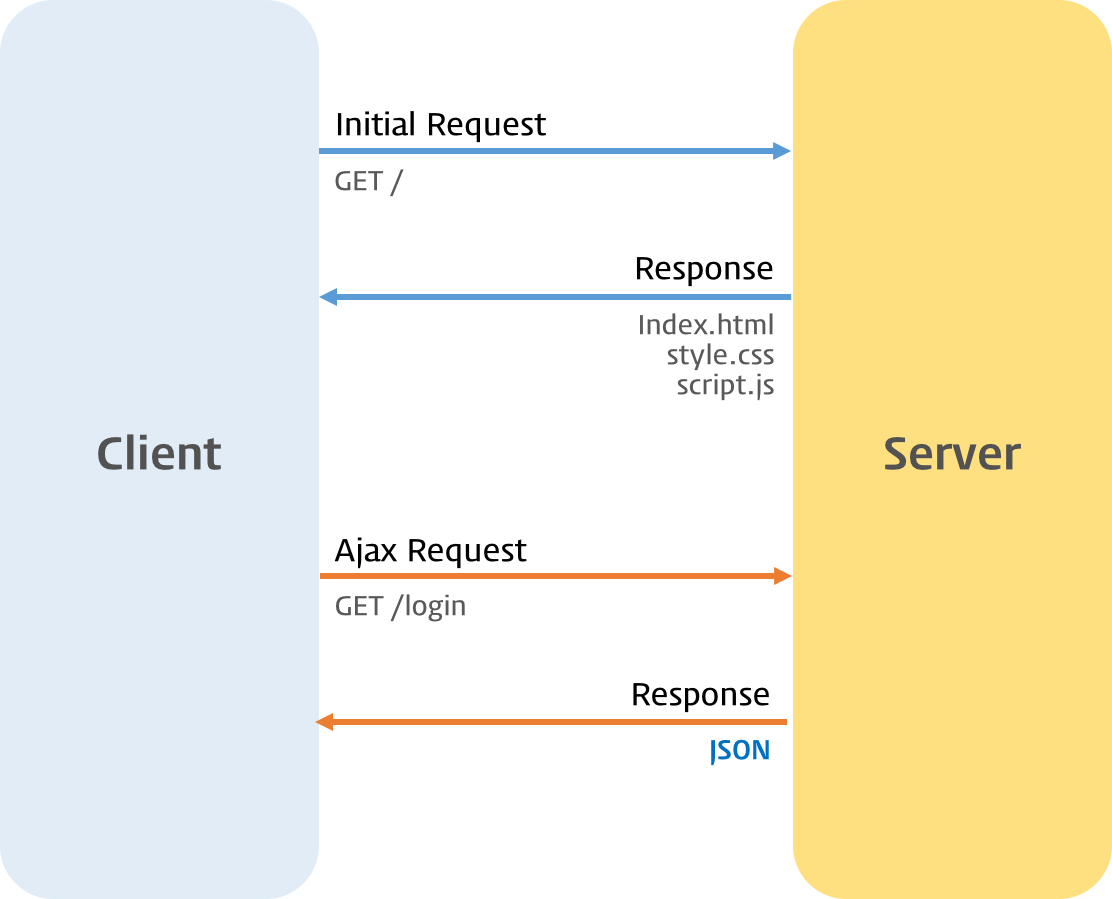 Initial Request
GET /
Response
Index.html
style.css
script.js
Client
Server
Ajax Request
GET /login
Response
JSON